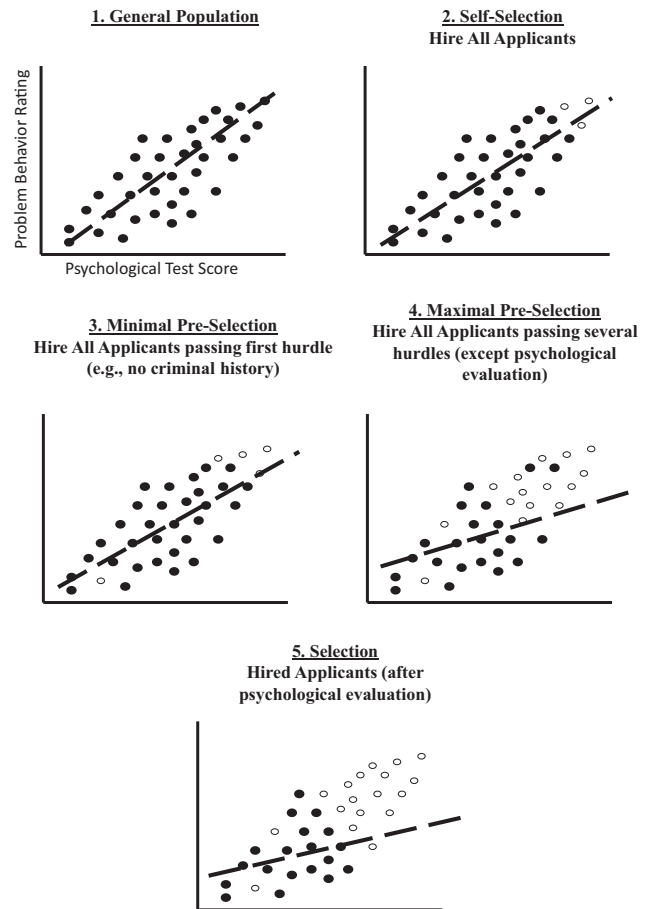 1. General Population
2. Self-Selection
Hire All Applicants
Problem Behavior Rating
Psychological Test Score
3. Minimal Pre-Selection
Hire All Applicants passing first hurdle
(e.g., no criminal history)
4. Maximal Pre-Selection
Hire All Applicants passing several
hurdles (except psychological
evaluation)
5. Selection
Hired Applicants (after
psychological evaluation)